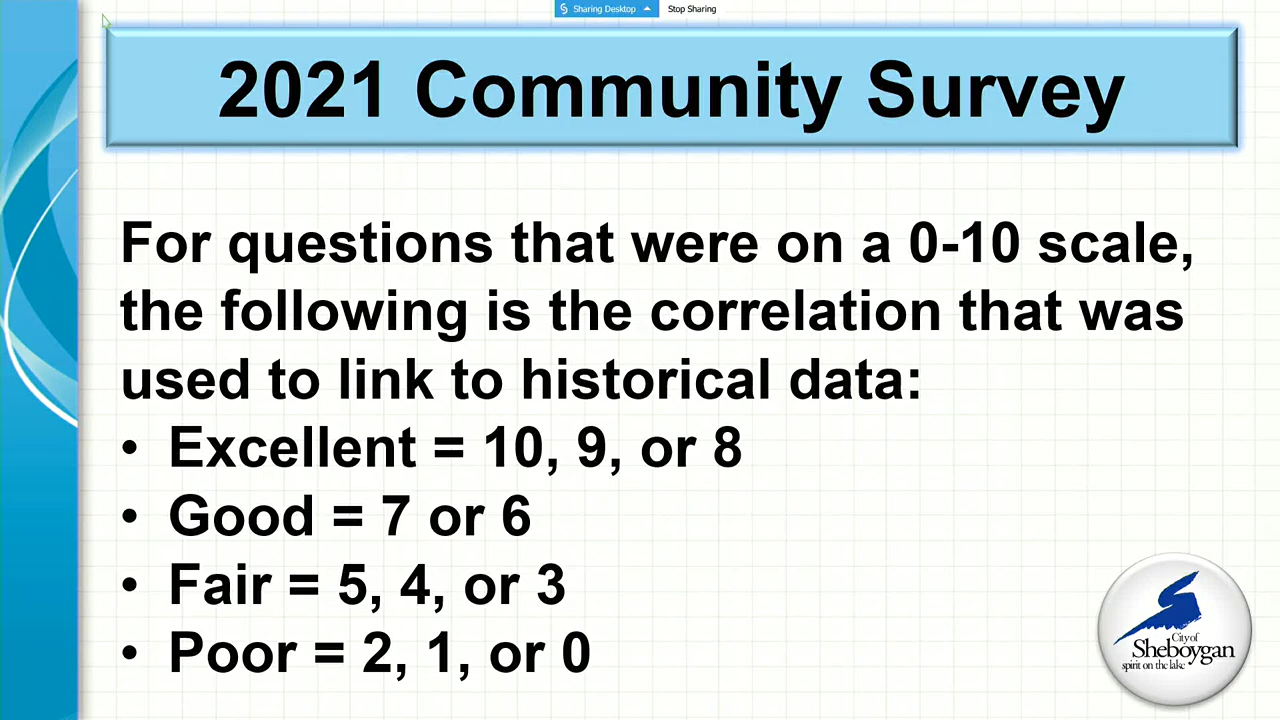 Sharing Desktop Stop Sharing
2021 Community Survey
For questions that were on a 0-10 scale,
the following is the correlation that was
used to link to historical data:
• Excellent = 10, 9, or 8
• Good = 7 or 6
• Fair = 5, 4, or 3
• Poor = 2, 1, or 0
City of
Sheboygan
spirit on the lake